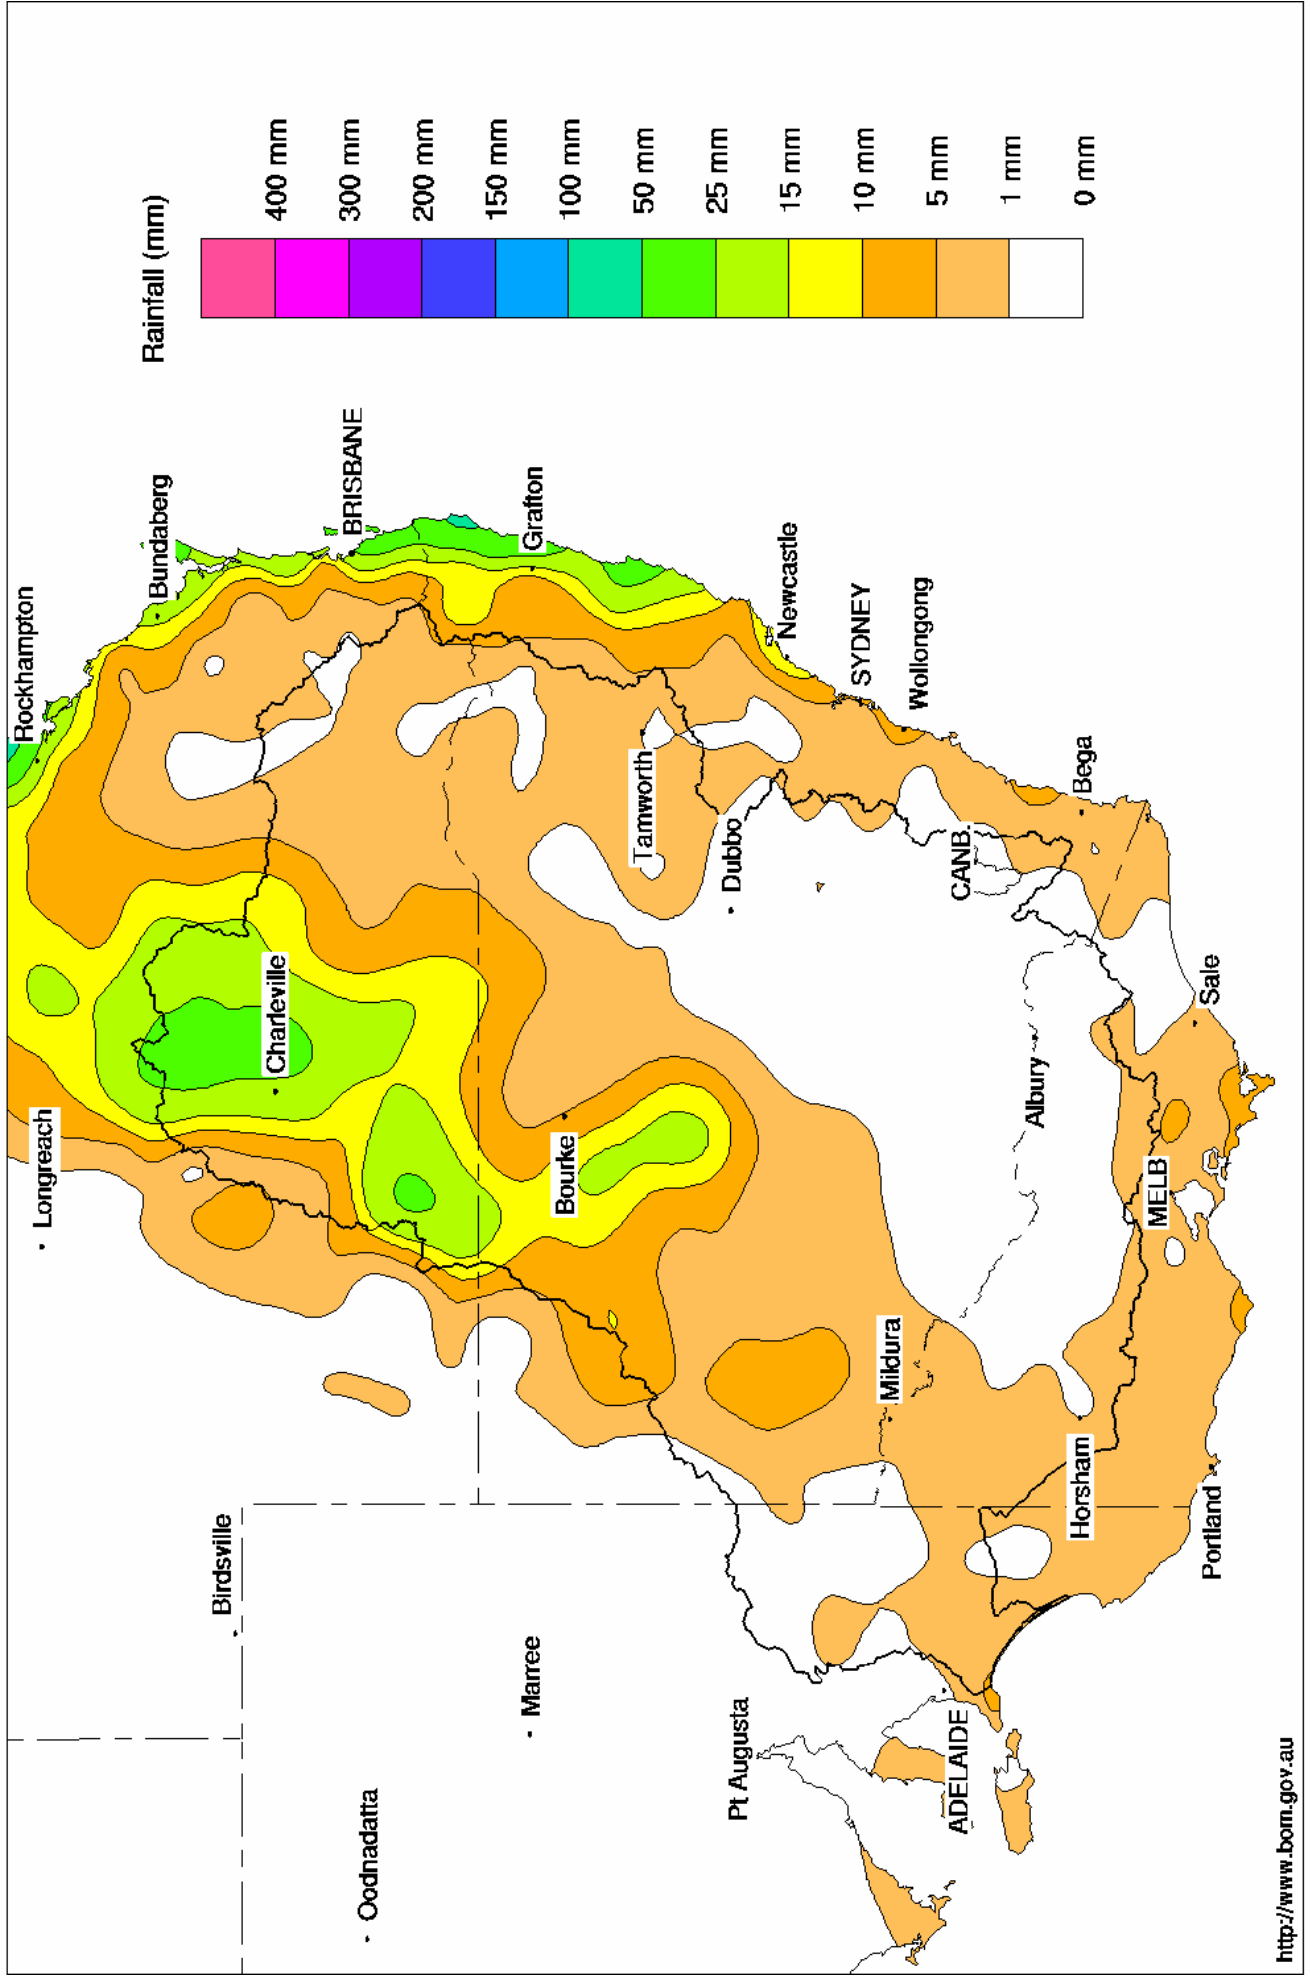 Rainfall (mm)
400 mm
300 mm
200 mm
150 mm
100 mm
50 mm
25 mm
15 mm
10 mm
5 mm
1 mm
0 mm
Rockhampton
Longreach
Bundaberg
Birdsville
Charleville
BRISBANE
Oodnadatta
Grafton
Marree
Bourke
Tamworth
Dubbo
Pt Augusta
Newcastle
SYDNEY
Mildura
Wollongong
CANB.
ADELAIDE
Albury
Bega
Horsham
MELB
Sale
Portland
http://www.bom.gov.au